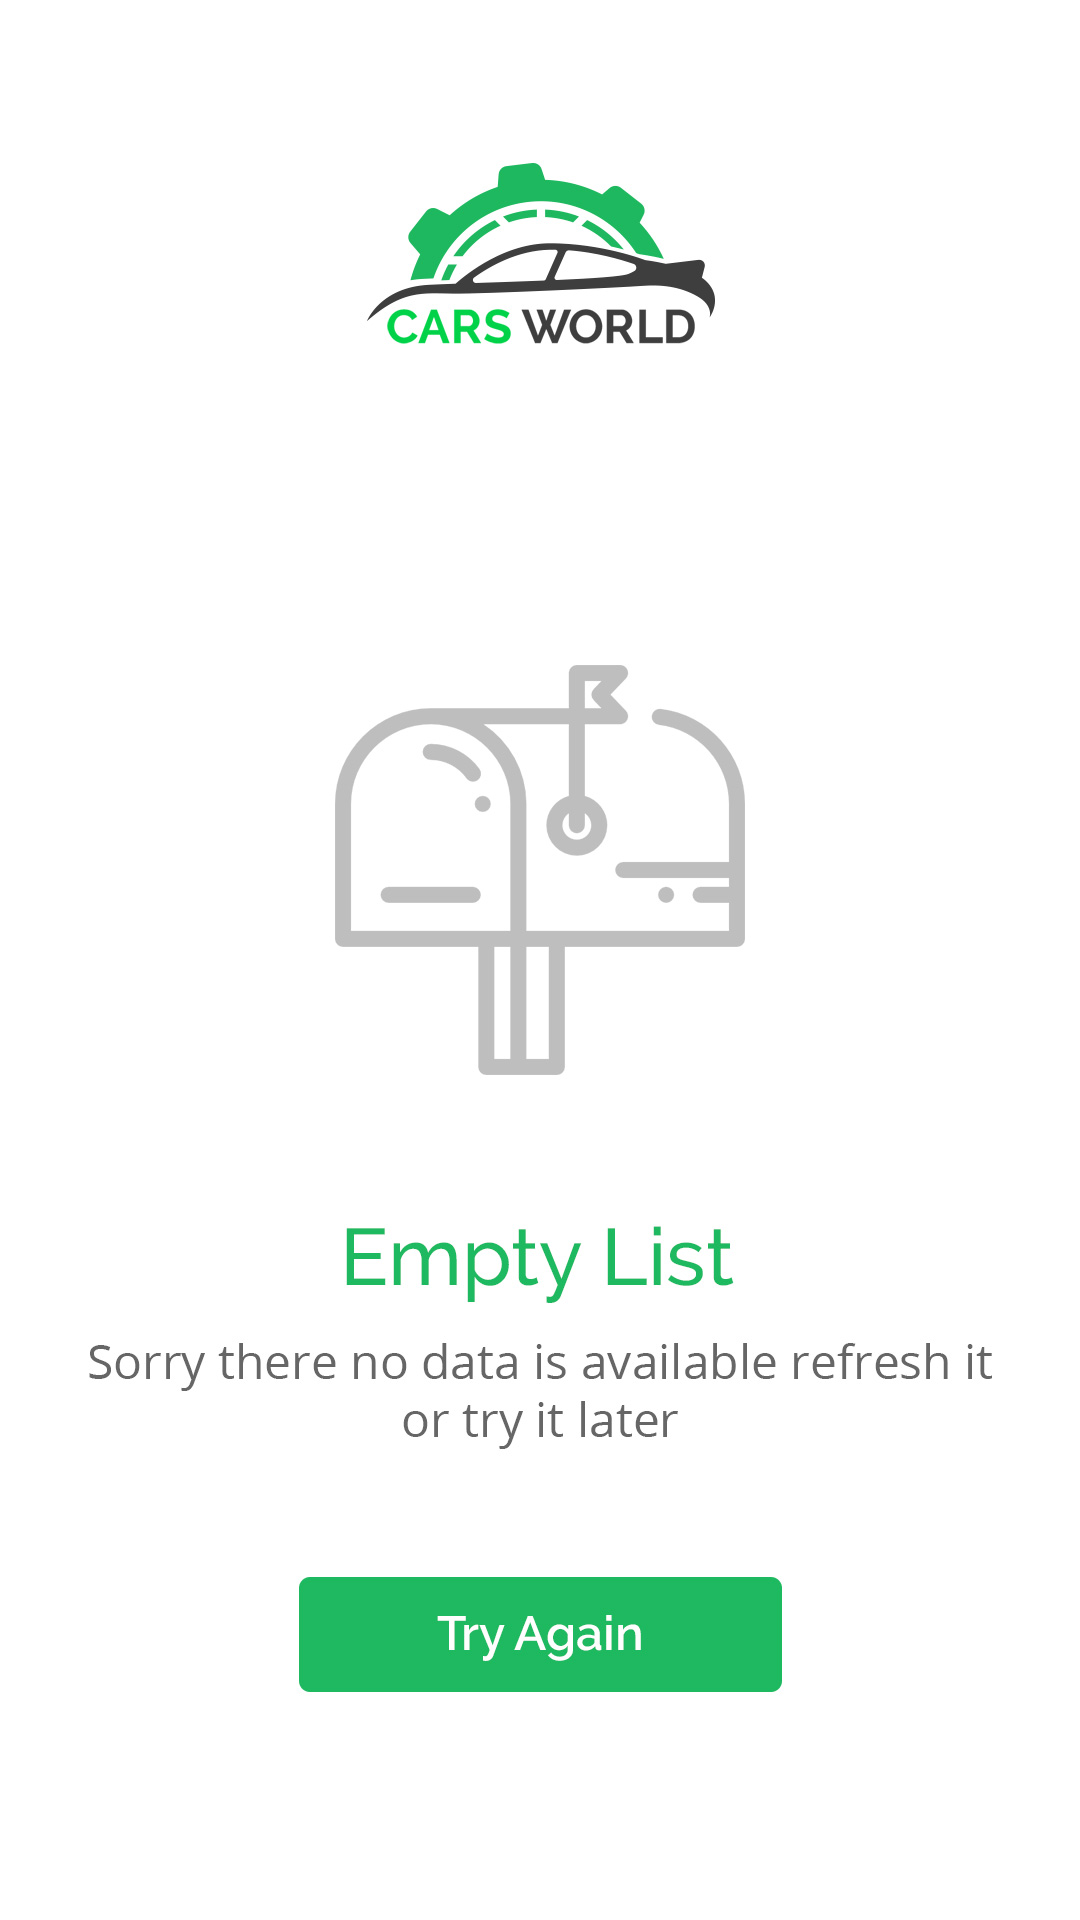 CARS WORLD
Empty List
Sorry there no data is available refresh it
or try it later
Try Again